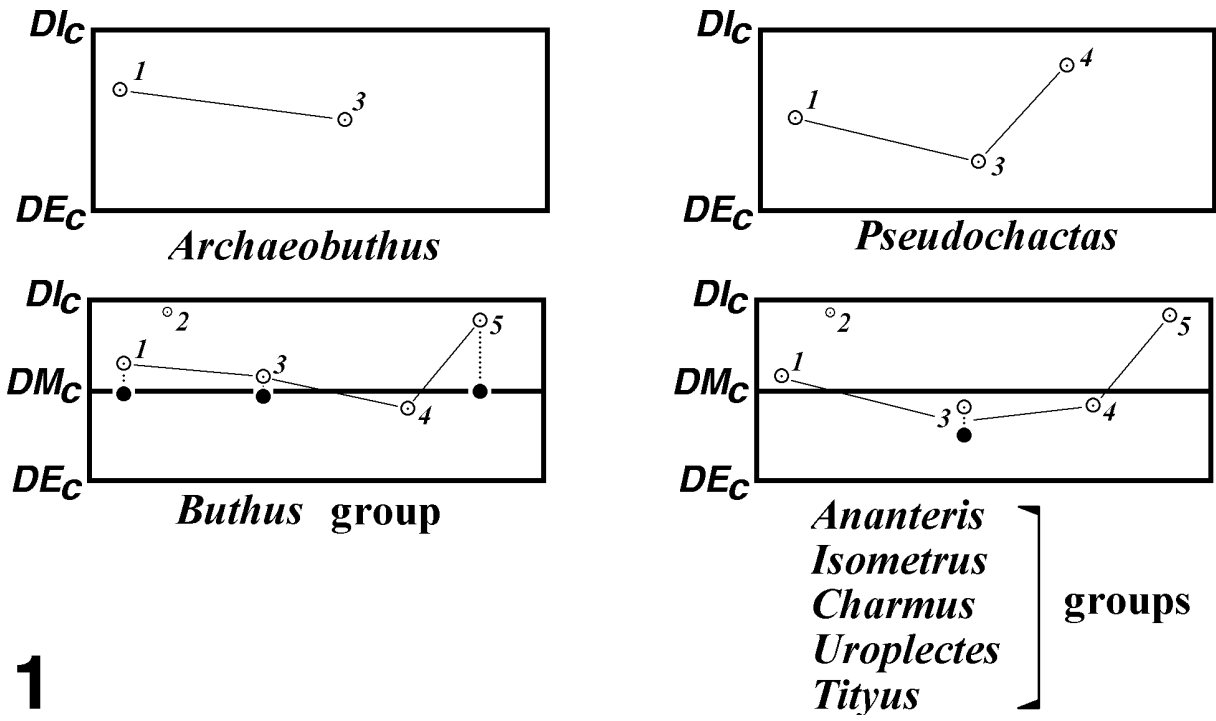 DIC
1
3
DEC
Archaeobuthus
DIC
1
3
4
DEC
Pseudochactas
DIC
2
1
3
5
DMC
4
DEC
Buthus group
DIC
2
1
5
DMC
3
4
DEC
Ananteris
Isometrus
Charmus
Uroplectes
Tityus
groups
1